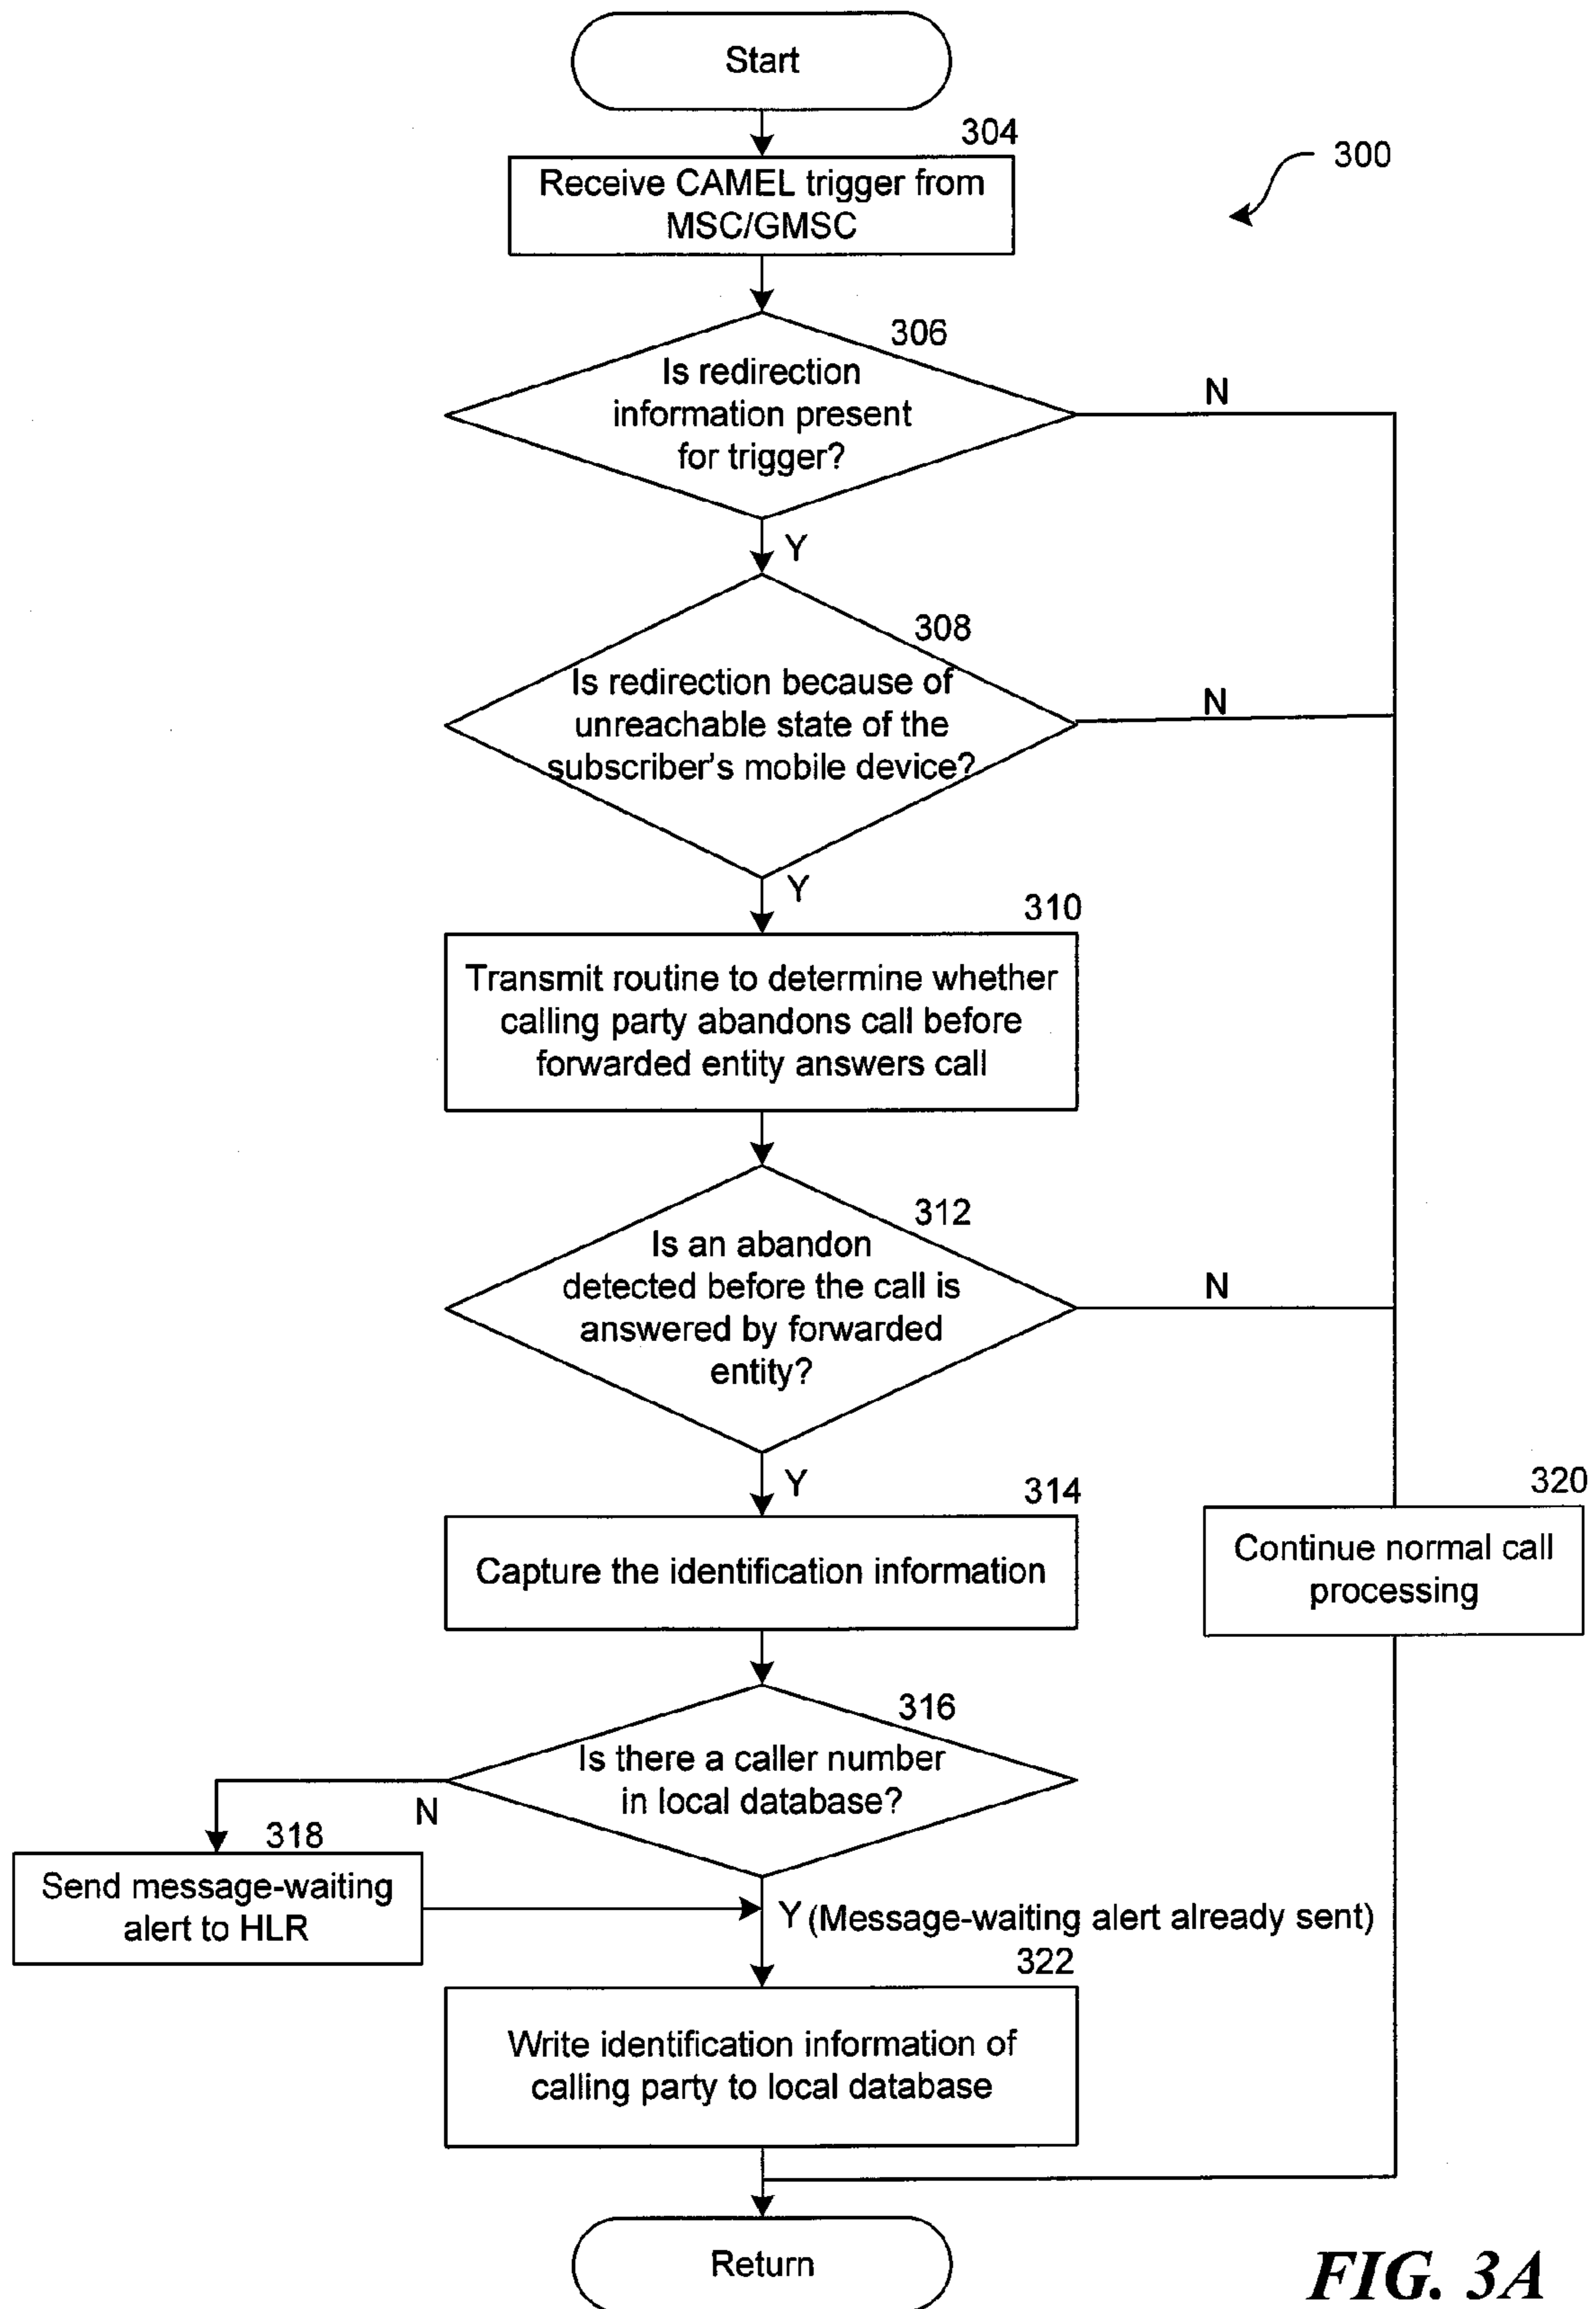 Start
304
Receive CAMEL trigger from
MSC/GMSC
300
306
Is redirection
information present
for trigger?
N
Y
308
Is redirection because of
unreachable state of the
subscriber's mobile device?
N
Y
310
Transmit routine to determine whether
calling party abandons call before
forwarded entity answers call
312
Is an abandon
detected before the call is
answered by forwarded
entity?
N
Y
314
Capture the identification information
320
Continue normal call
processing
316
Is there a caller number
in local database?
N
318
Send message-waiting
alert to HLR
Y (Message-waiting alert already sent)
322
Write identification information of
calling party to local database
Return
FIG. 3A